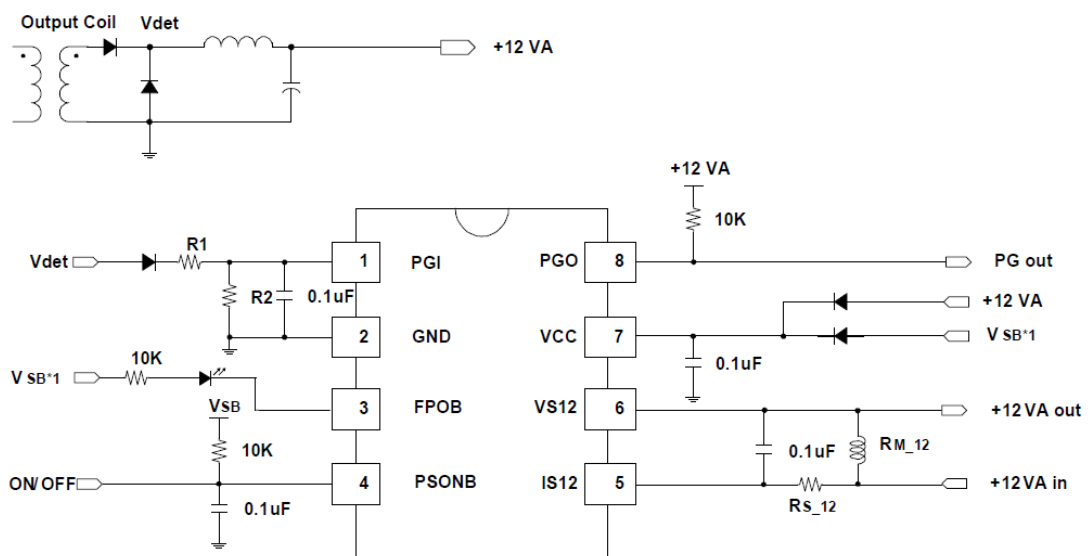 Output Coil Vdet
+12 VA
+12 VA
10K
Vdet R1 1 PGI PGO 8 PG out
R2 0.1uF
+12 VA
2 GND VCC 7 V SB*1
10K 0.1uF
V SB*1
3 FPOB VS12 6 +12 VA out
VSB
10K 0.1uF RM_12
ON/OFF 4 PSONB IS12 5 +12 VA in
0.1uF RS_12